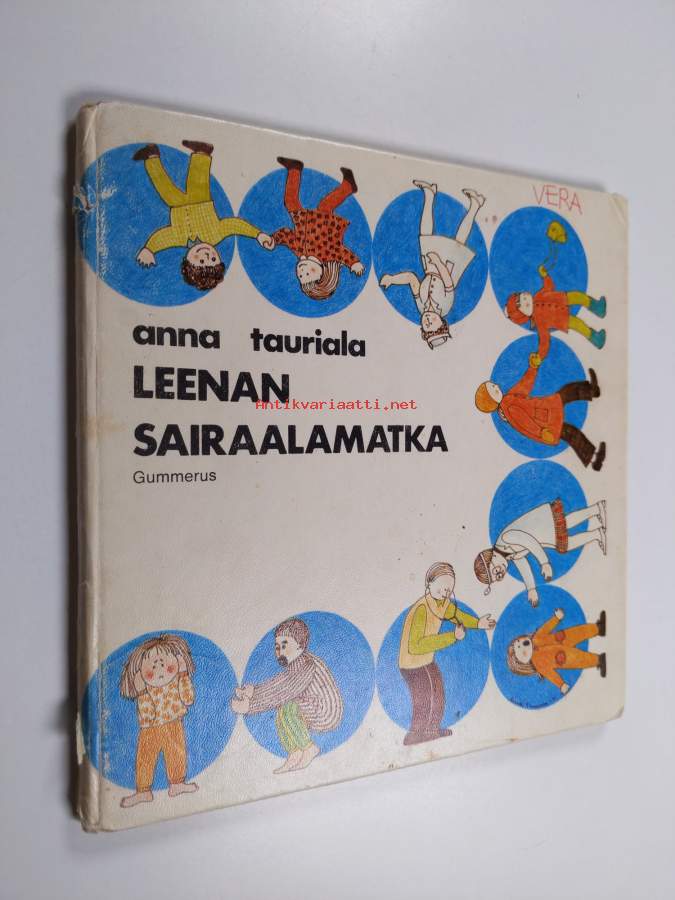 VERA
anna tauriala
LEENAN
Antikvariaatti.net
SAIRAALAMATKA
Gummerus